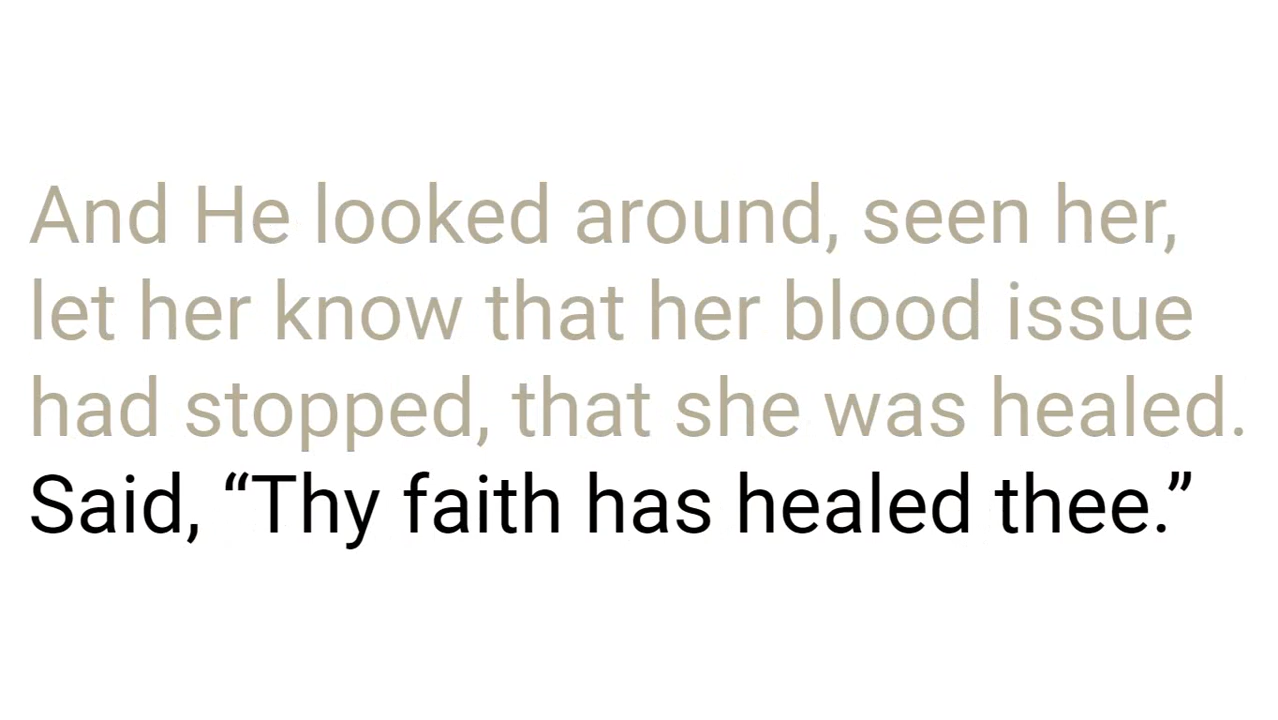 And He looked around, seen her,
let her know that her blood issue
had stopped, that she was healed.
Said, “Thy faith has healed thee.”